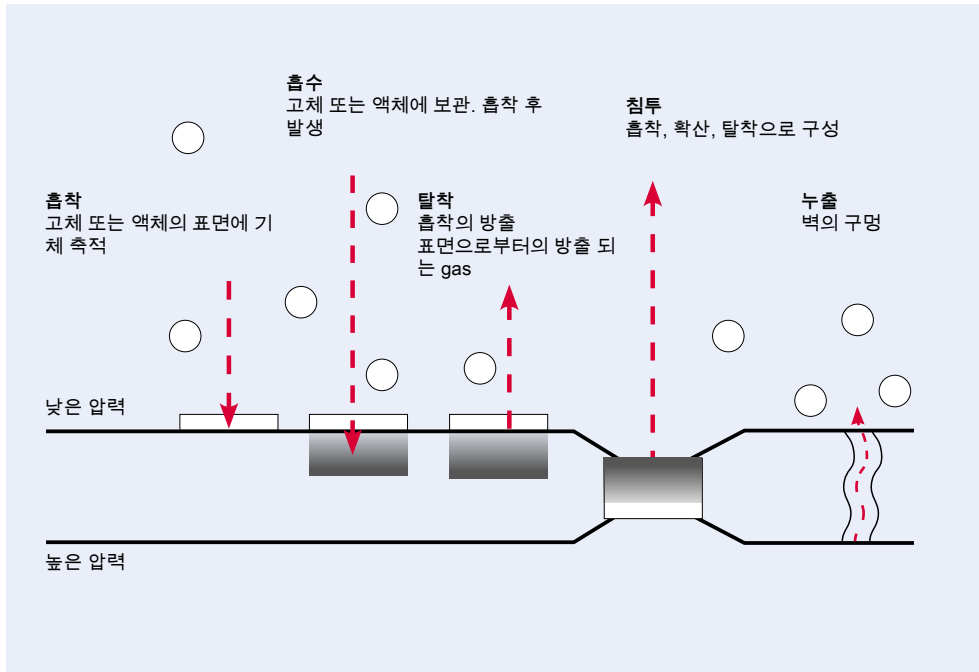 흡수
고체 또는 액체에 보관. 흡착 후
발생
침투
흡착, 확산, 탈착으로 구성
흡착
고체 또는 액체의 표면에 기
체 축적
탈착
흡착의 방출
표면으로부터의 방출 되
는 gas
누출
벽의 구멍
낮은 압력
높은 압력